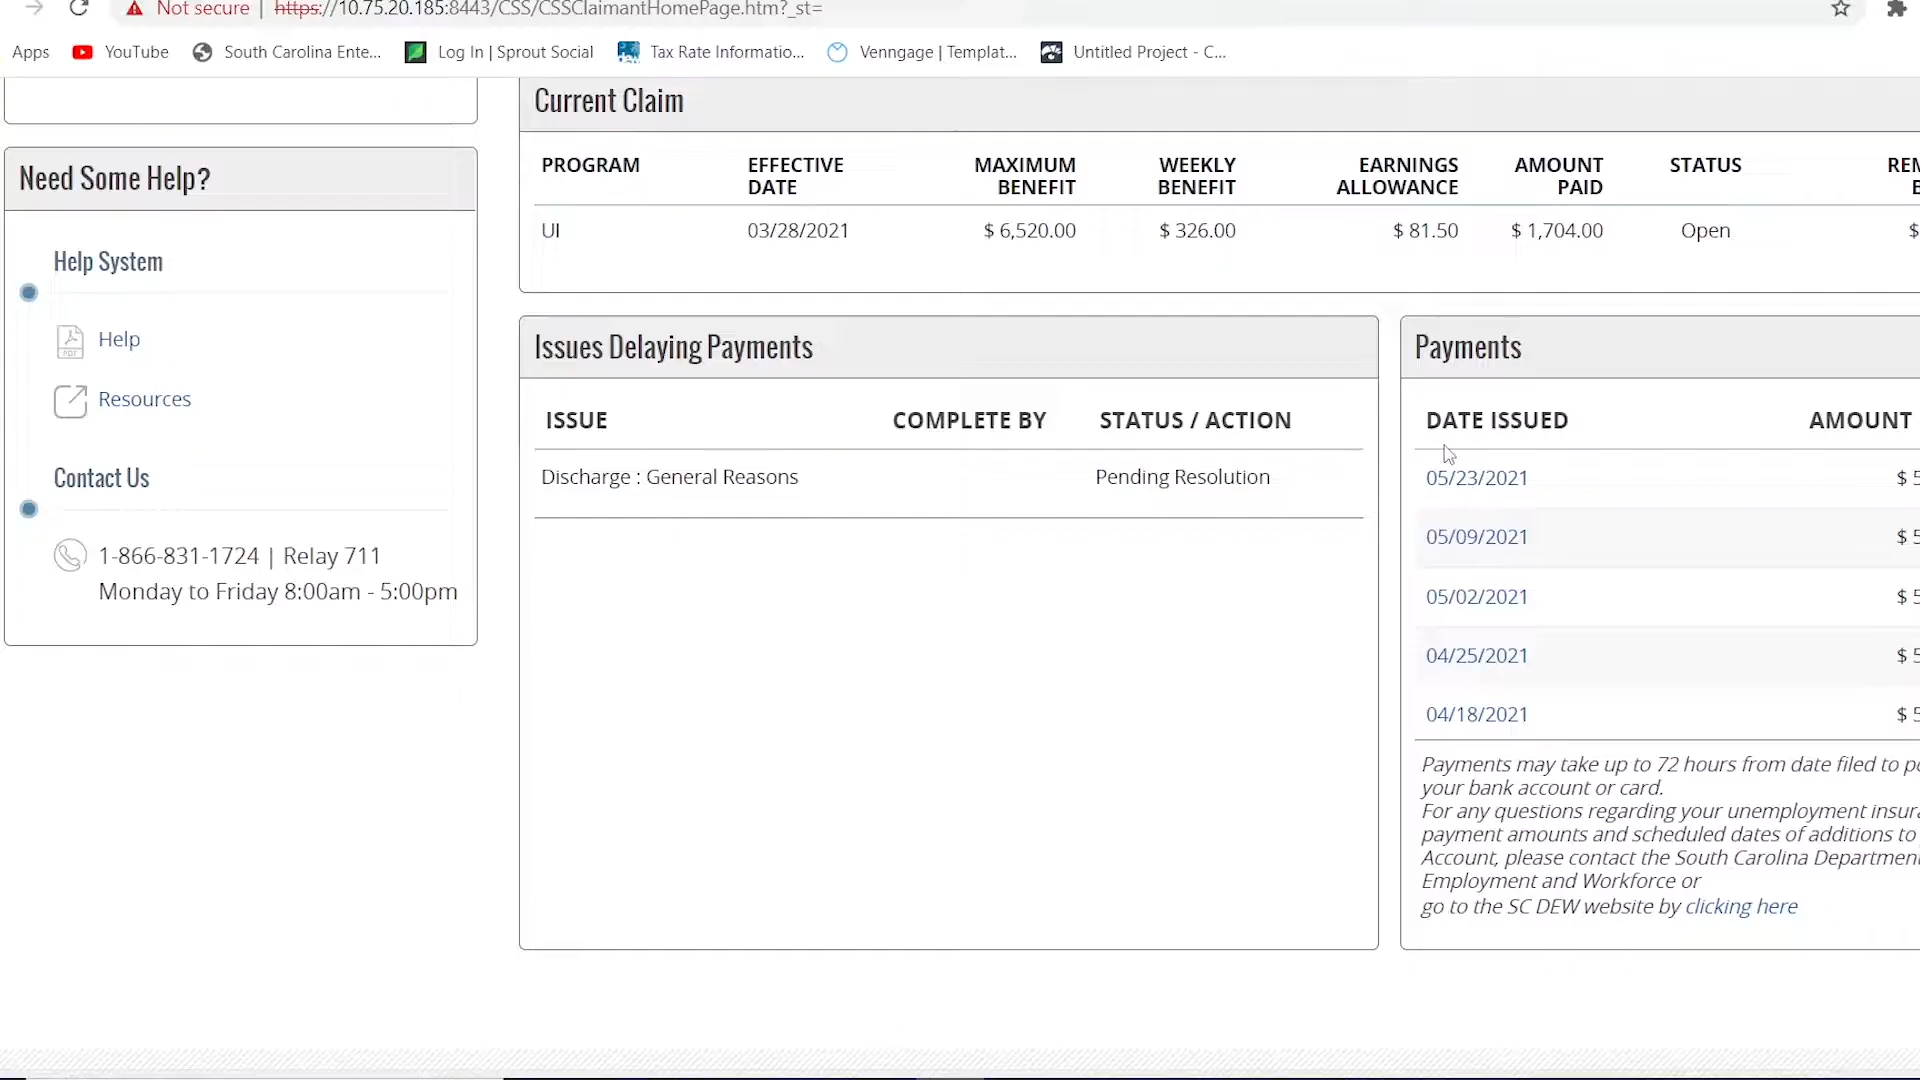 Not secure | https://10.75.20.185:8443/CSS/CSSClaimantHomePage.htm?_st=
Apps YouTube South Carolina Ente... Log In | Sprout Social Tax Rate Informatio... Venngage | Templat... Untitled Project - C...
Need Some Help?
Help System
PDF
Help
Resources
Contact Us
1-866-831-1724 | Relay 711
Monday to Friday 8:00am - 5:00pm
Current Claim
PROGRAM EFFECTIVE DATE MAXIMUM BENEFIT WEEKLY BENEFIT EARNINGS ALLOWANCE AMOUNT PAID STATUS
UI 03/28/2021 $ 6,520.00 $ 326.00 $ 81.50 $ 1,704.00 Open $
Issues Delaying Payments
ISSUE COMPLETE BY STATUS / ACTION
Discharge : General Reasons Pending Resolution
Payments
DATE ISSUED AMOUNT
05/23/2021 $ 5
05/09/2021 $ 5
05/02/2021 $ 5
04/25/2021 $ 5
04/18/2021 $ 5
Payments may take up to 72 hours from date filed to
your bank account or card.
For any questions regarding your unemployment
payment amounts and scheduled dates of additions to
Account, please contact the South Carolina
Employment and Workforce or
go to the SC DEW website by clicking here